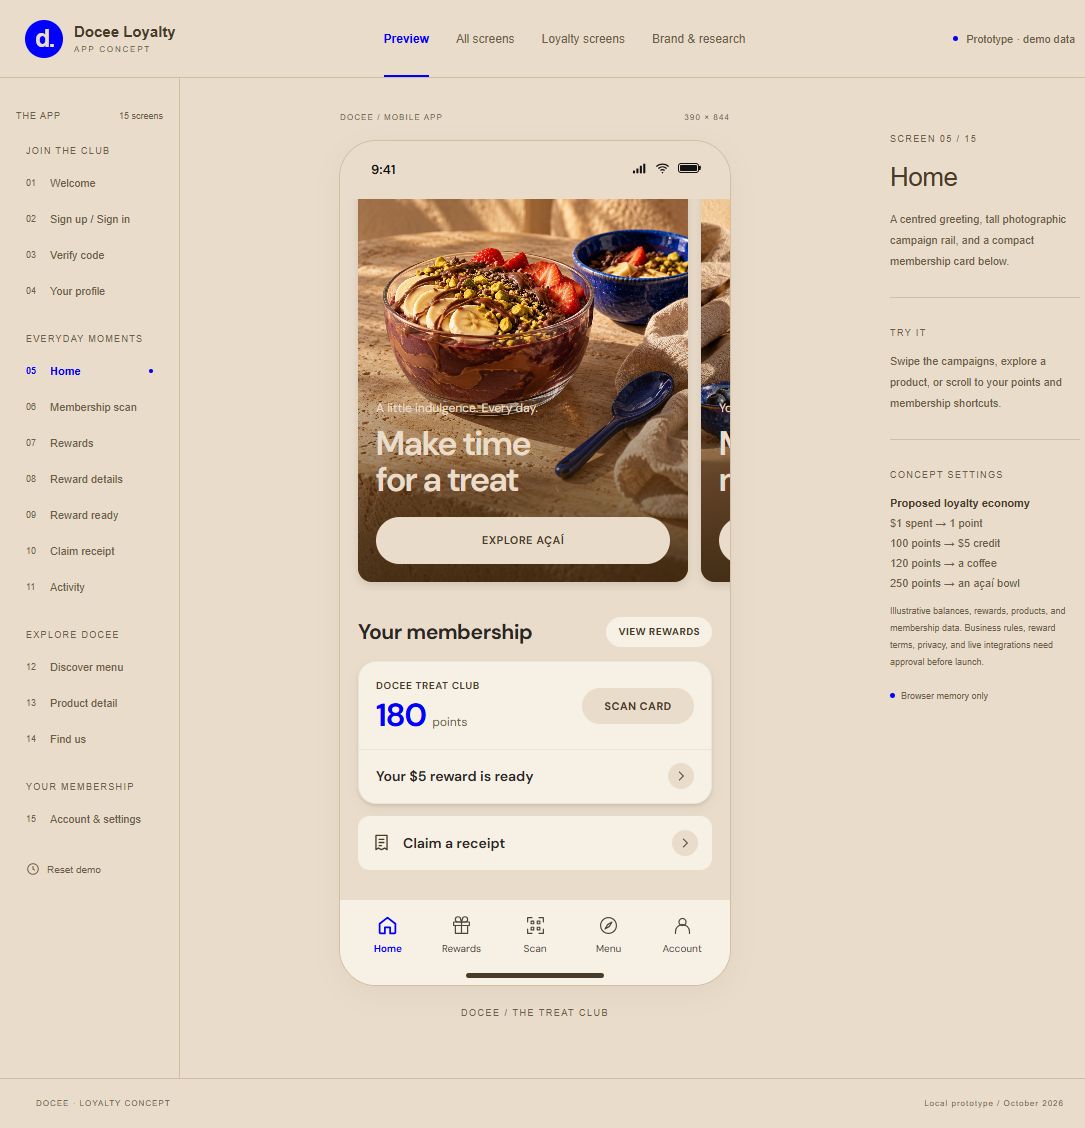 d.
Docee Loyalty
APP CONCEPT
Preview
All screens
Loyalty screens
Brand & research
Prototype · demo data
THE APP
15 screens
JOIN THE CLUB
01 Welcome
02 Sign up / Sign in
03 Verify code
04 Your profile
EVERYDAY MOMENTS
05 Home
06 Membership scan
07 Rewards
08 Reward details
09 Reward ready
10 Claim receipt
11 Activity
EXPLORE DOCEE
12 Discover menu
13 Product detail
14 Find us
YOUR MEMBERSHIP
15 Account & settings
Reset demo
DOCEE / MOBILE APP
390 × 844
9:41
A little indulgence. Every day.
Make time
for a treat
EXPLORE AÇAÍ
Your membership
VIEW REWARDS
DOCEE TREAT CLUB
180 points
SCAN CARD
Your $5 reward is ready
Claim a receipt
Home
Rewards
Scan
Menu
Account
DOCEE / THE TREAT CLUB
SCREEN 05 / 15
Home
A centred greeting, tall photographic
campaign rail, and a compact
membership card below.
TRY IT
Swipe the campaigns, explore a
product, or scroll to your points and
membership shortcuts.
CONCEPT SETTINGS
Proposed loyalty economy
$1 spent → 1 point
100 points → $5 credit
120 points → a coffee
250 points → an açaí bowl
Illustrative balances, rewards, products, and
membership data. Business rules, reward
terms, privacy, and live integrations need
approval before launch.
Browser memory only
DOCEE · LOYALTY CONCEPT
Local prototype / October 2026